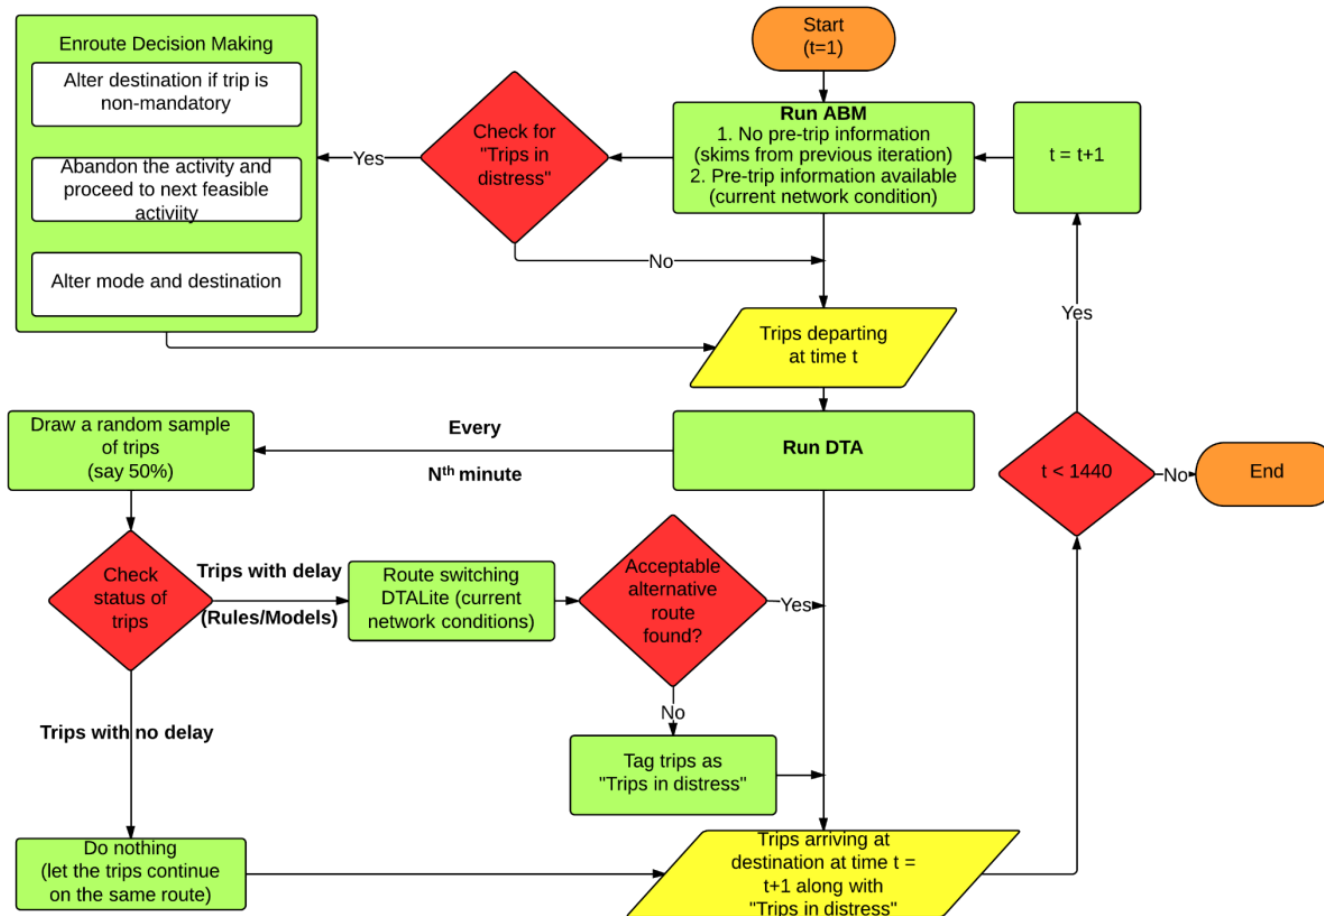 Start
(t=1)
Enroute Decision Making
Alter destination if trip is
non-mandatory
Abandon the activity and
proceed to next feasible
activiity
Alter mode and destination
Yes
Check for
"Trips in
distress"
No
Run ABM
1. No pre-trip information
(skims from previous iteration)
2. Pre-trip information available
(current network condition)
t = t+1
Yes
Trips departing
at time t
Draw a random sample
of trips
(say 50%)
Every
Nth minute
Run DTA
t < 1440
No
End
Check
status of
trips
Trips with delay
(Rules/Models)
Route switching
DTALite (current
network conditions)
Acceptable
alternative
route
found?
Yes
No
Trips with no delay
Tag trips as
"Trips in distress"
Do nothing
(let the trips continue
on the same route)
Trips arriving at
destination at time t =
t+1 along with
"Trips in distress"